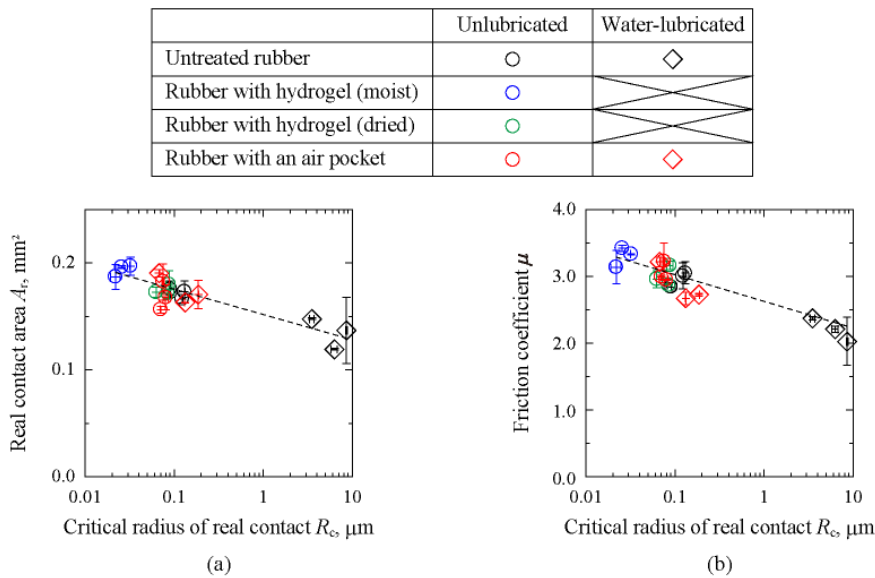 Unlubricated Water-lubricated
Untreated rubber
Rubber with hydrogel (moist)
Rubber with hydrogel (dried)
Rubber with an air pocket
Real contact area Ar, mm²
0.2
0.1
0.0
0.01 0.1 1 10
Critical radius of real contact Rc, μm
(a)
Friction coefficient μ
4.0
3.0
2.0
1.0
0.0
0.01 0.1 1 10
Critical radius of real contact Rc, μm
(b)